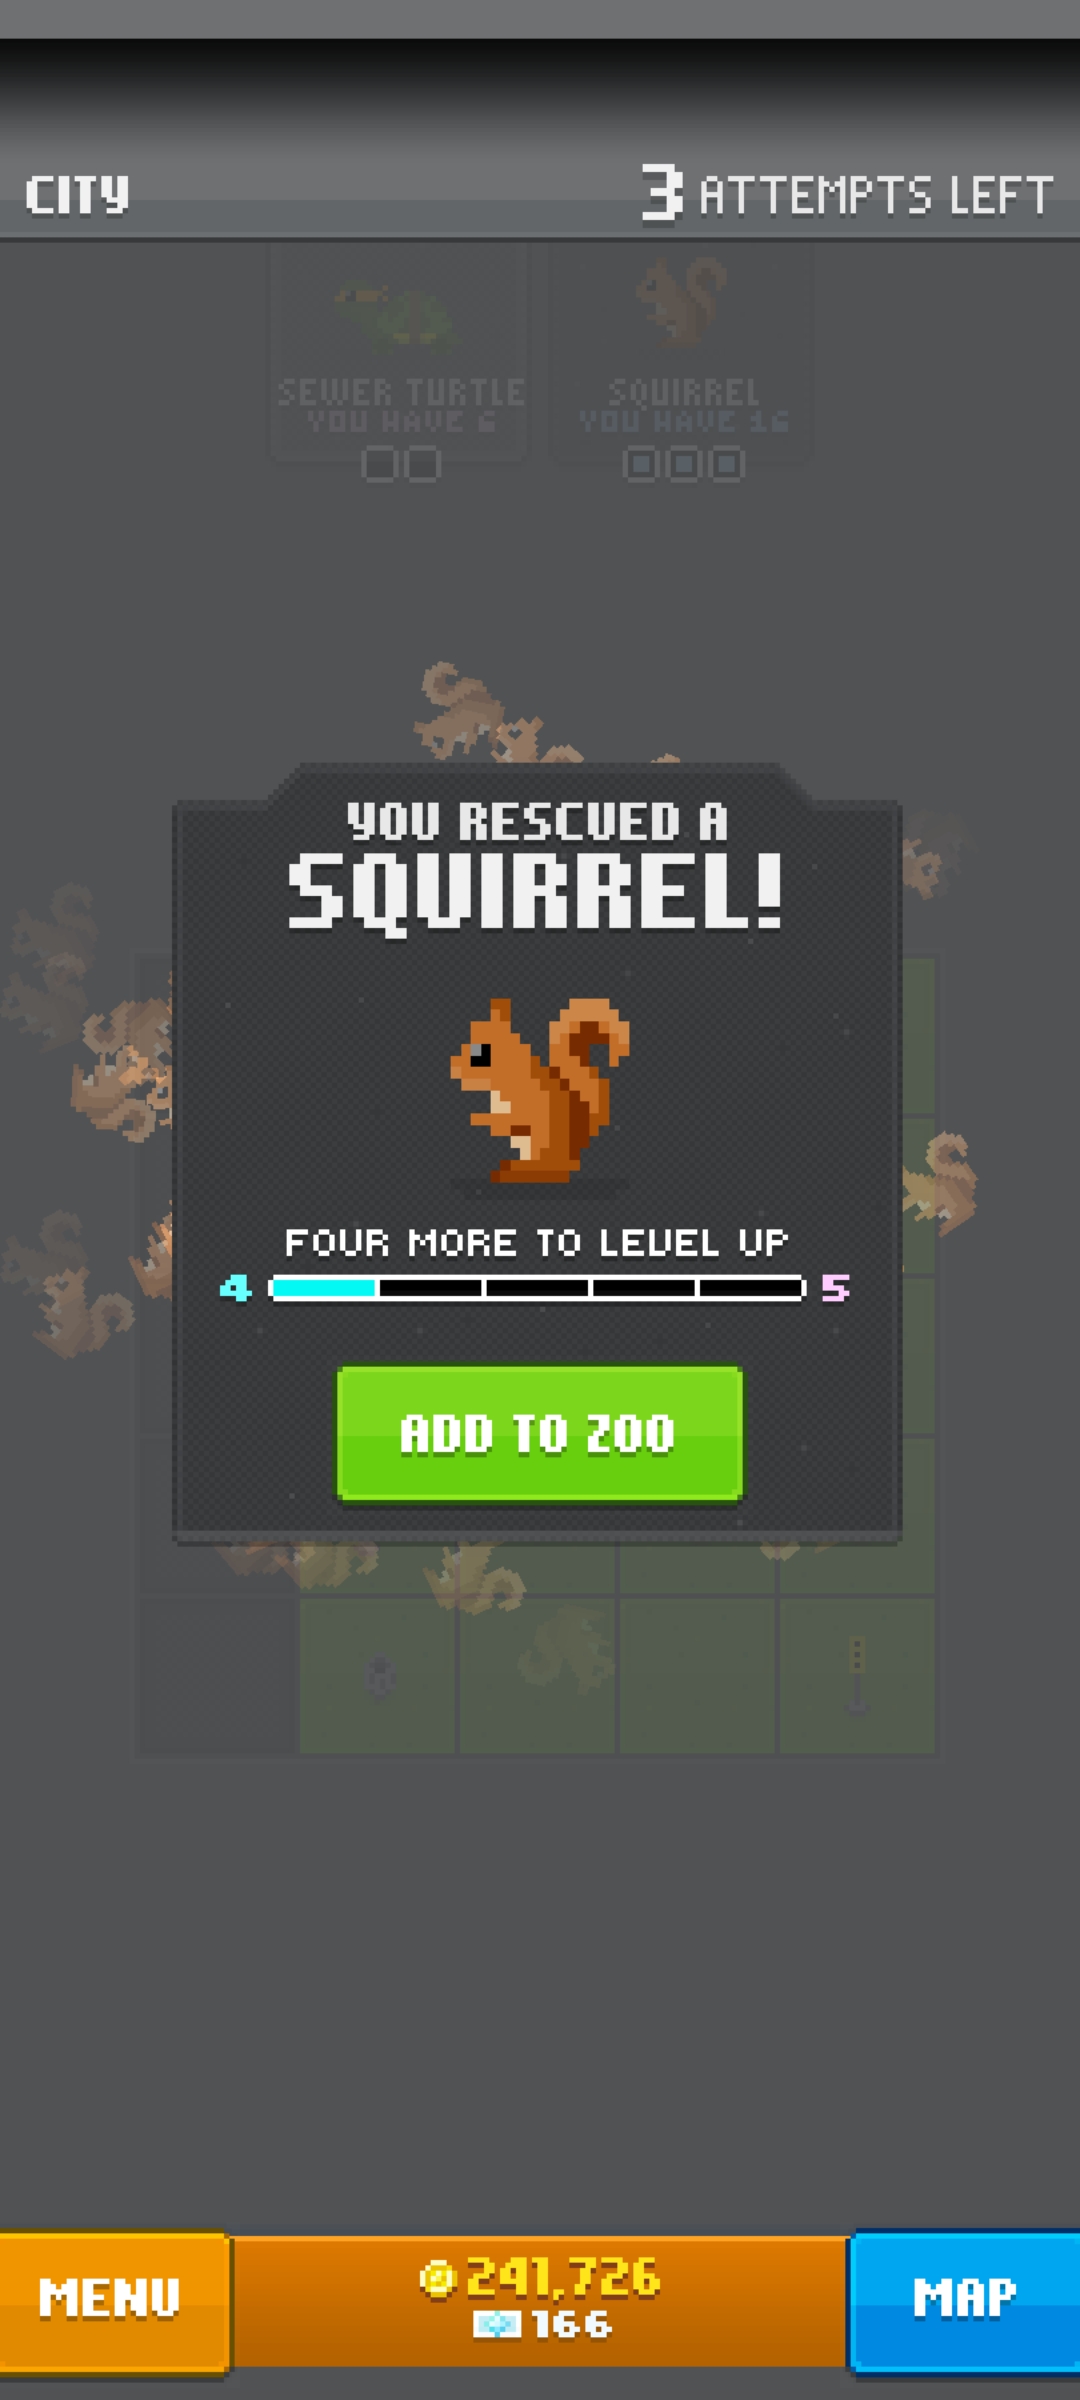 CITY
3 ATTEMPTS LEFT
SEWER TURTLE
YOU HAVE 6
SQUIRREL
YOU HAVE 16
YOU RESCUED A
SQUIRREL!
FOUR MORE TO LEVEL UP
4 5
ADD TO ZOO
MENU
241,726
166
MAP